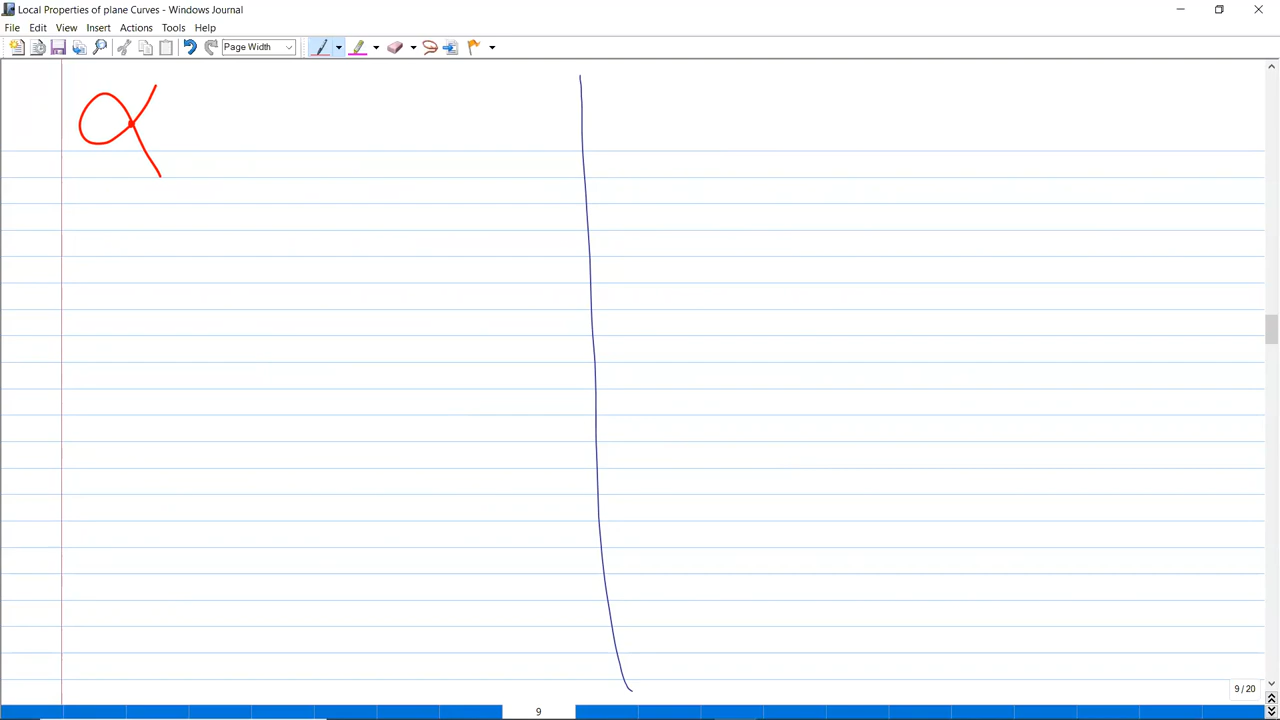 Local Properties of plane Curves - Windows Journal
File Edit View Insert Actions Tools Help
Page Width
9 / 20
9